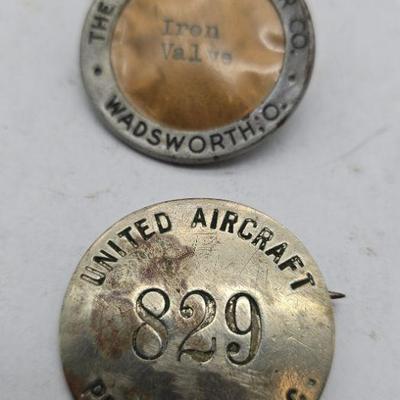 THE CO.
Iron
Valve
• WADSWORTH, O. •
UNITED AIRCRAFT
829